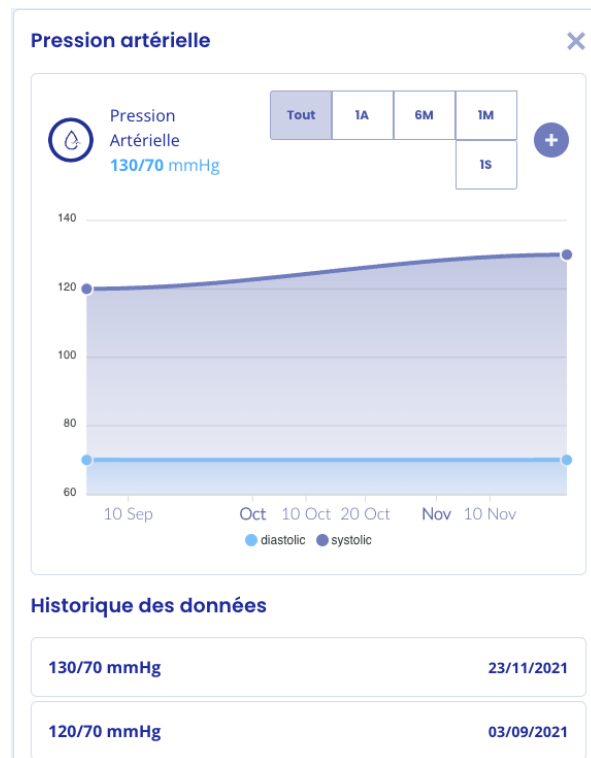 Pression artérielle
Pression
Artérielle
130/70 mmHg
Tout 1A 6M 1M
1S
140
120
100
80
60
10 Sep Oct 10 Oct 20 Oct Nov 10 Nov
diastolic systolic
Historique des données
130/70 mmHg 23/11/2021
120/70 mmHg 03/09/2021